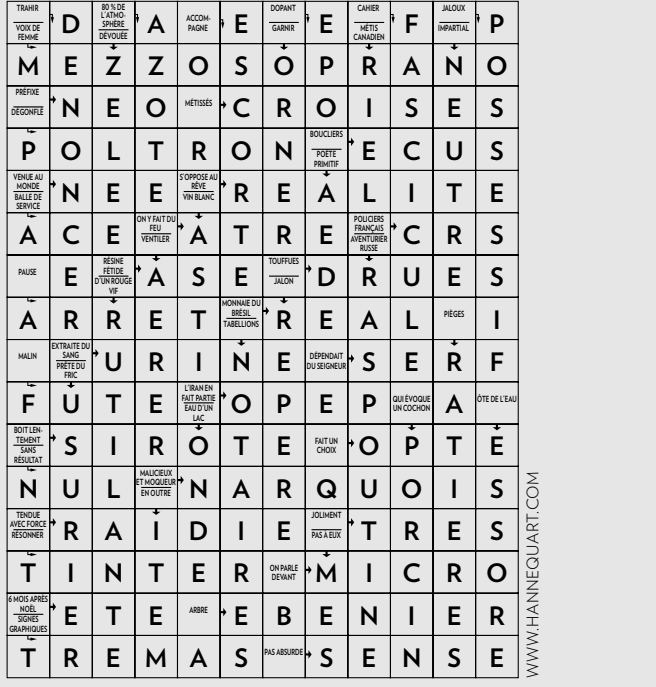 TRAHIR
VOIX DE
FEMME
D
80 % DE
L'ATMO-
SPHÈRE
DÉVOUÉE
A
ACCOM-
PAGNE
E
DOPANT
GARNIR
E
CAHIER
MÉTIS
CANADIEN
F
JALOUX
IMPARTIAL
P
M E Z Z O S O P R A N O
PRÉFIXE
DÉGONFLÉ
N E O
MÉTISSÉS
C R O I S E S
P O L T R O N
BOUCLIERS
POÈTE
PRIMITIF
E C U S
VENUE AU
MONDE
BALLE DE
SERVICE
N E E
S'OPPOSE AU
RÊVE
VIN BLANC
R E A L I T E
A C E
ON Y FAIT DU
FEU
VENTILER
A T R E
POLICIERS
FRANÇAIS
AVENTURIER
RUSSE
C R S
PAUSE
E
RÉSINE
FÉTIDE
D'UN ROUGE
VIF
A S E
TOUFFUES
JALON
D R U E S
A R R E T
MONNAIE DU
BRÉSIL
TABELLIONS
R E A L
PIÈGES
I
MALIN
EXTRAITE DU
SANG
PRÊTE DU
FRIC
U R I N E
DÉPENDAIT
DU SEIGNEUR
S E R F
F U T E
L'IRAN EN
FAIT PARTIE
EAU D'UN
LAC
O P E P
QUI ÉVOQUE
UN COCHON
A
ÔTE DE L'EAU
BOIT LEN-
TEMENT
SANS
RÉSULTAT
S I R O T E
FAIT UN
CHOIX
O P T E
N U L
MALICIEUX
ET MOQUEUR
EN OUTRE
N A R Q U O I S
TENDUE
AVEC FORCE
RÉSONNER
R A I D I E
JOLIMENT
PAS À EUX
T R E S
T I N T E R
ON PARLE
DEVANT
M I C R O
6 MOIS APRÈS
NOËL
SIGNES
GRAPHIQUES
E T E
ARBRE
E B E N I E R
T R E M A S
PAS ABSURDE
S E N S E
WWW.HANNEQUART.COM